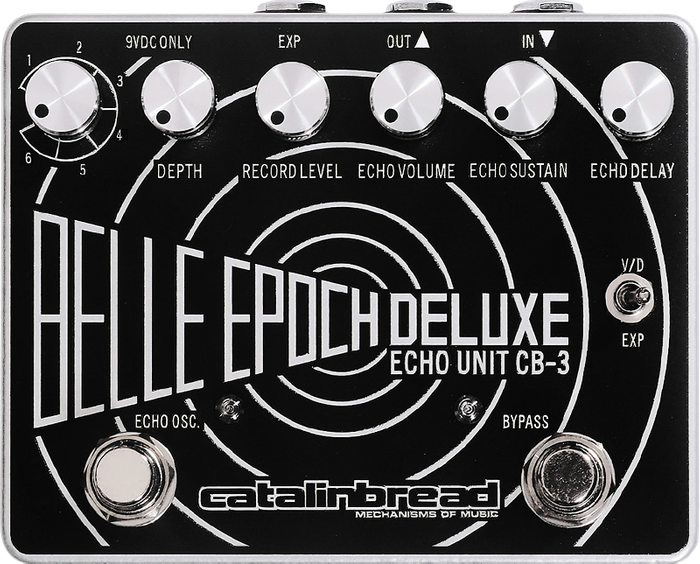 9VDC ONLY
EXP
OUT
IN
1
2
3
4
5
6
DEPTH
RECORD LEVEL
ECHO VOLUME
ECHO SUSTAIN
ECHO DELAY
V/D
EXP
BELLE EPOCH DELUXE
ECHO UNIT CB-3
ECHO OSC.
BYPASS
catalinbread
MECHANISMS OF MUSIC